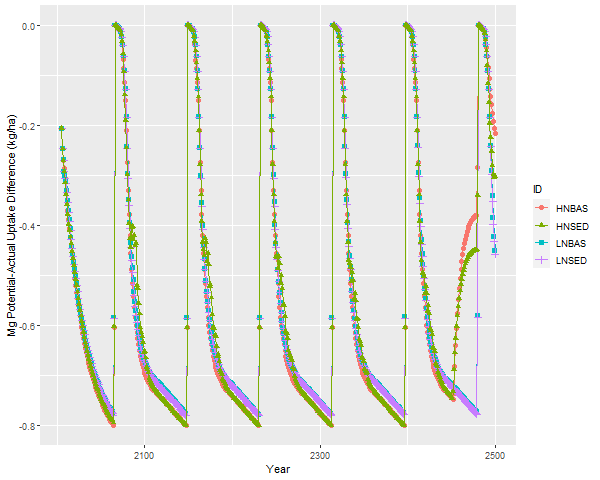 Mg Potential-Actual Uptake Difference (kg/ha)
0.0
-0.2
-0.4
-0.6
-0.8
2100
2300
2500
Year
ID
HNBAS
HNSED
LNBAS
LNSED